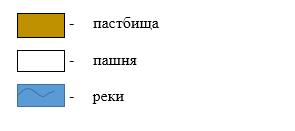 - пастбища
- пашня
- реки